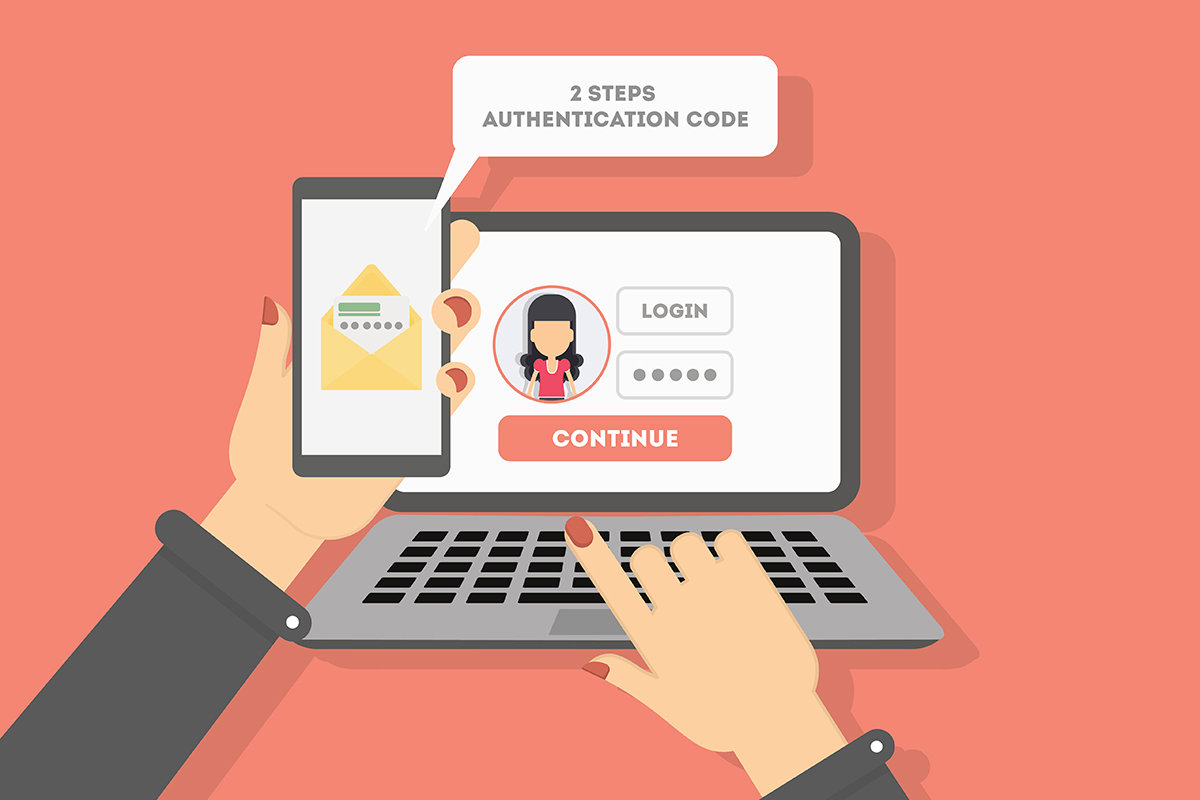 2 STEPS
AUTHENTICATION CODE
LOGIN
CONTINUE